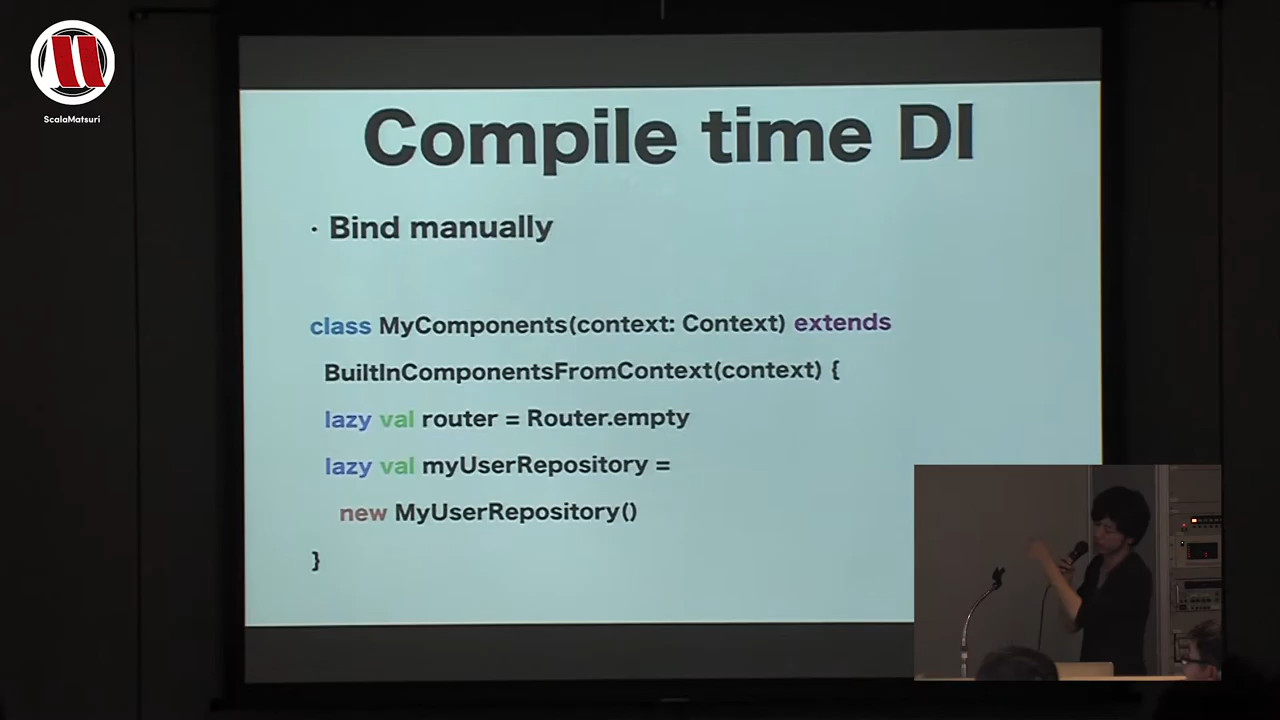 ScalaMatsuri
Compile time DI
· Bind manually
class MyComponents(context: Context) extends
BuiltInComponentsFromContext(context) {
lazy val router = Router.empty
lazy val myUserRepository =
new MyUserRepository()
}